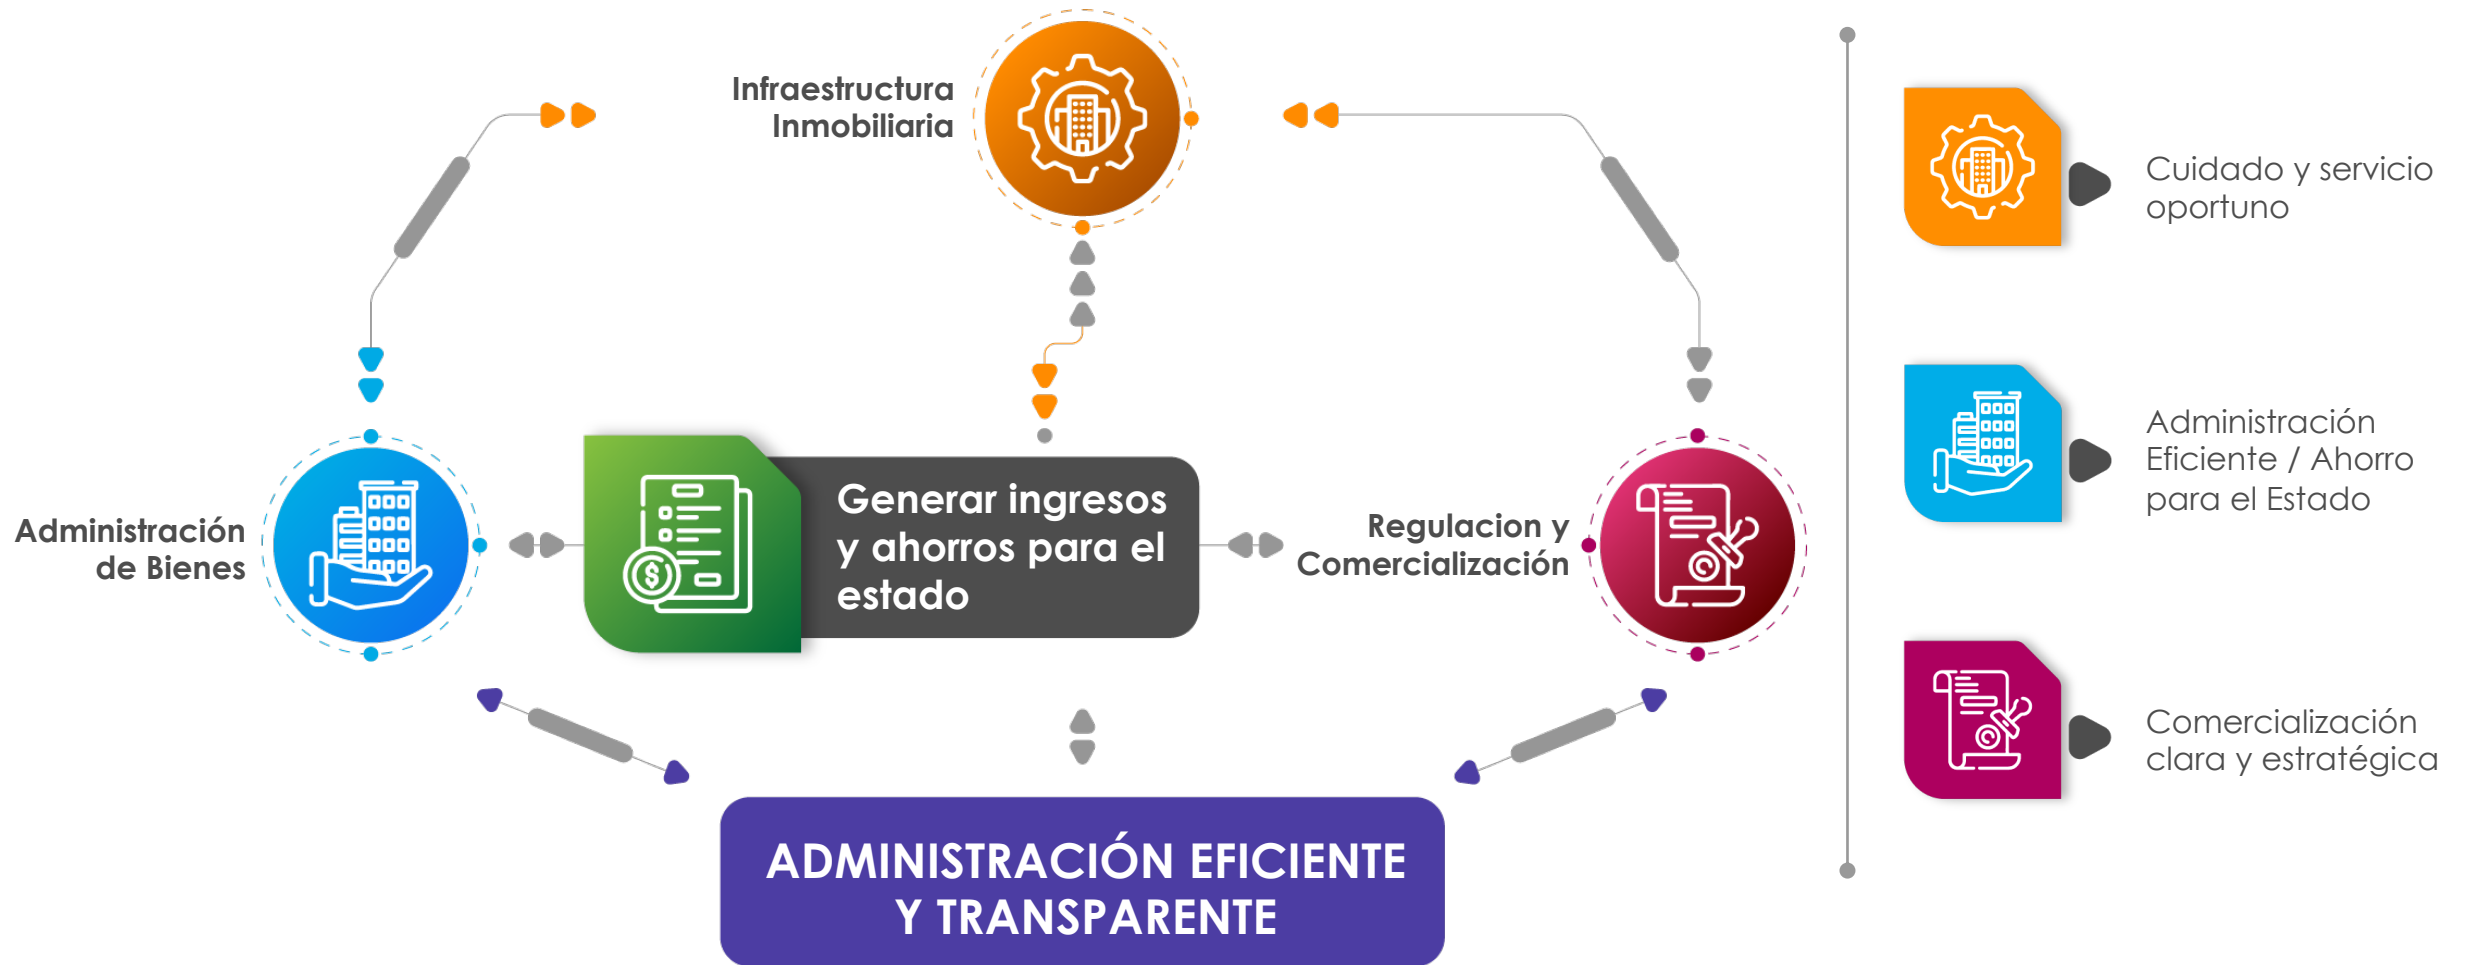 Infraestructura
Inmobiliaria
Administración
de Bienes
$
Generar ingresos
y ahorros para el
estado
Regulacion y
Comercialización
ADMINISTRACIÓN EFICIENTE
Y TRANSPARENTE
Cuidado y servicio
oportuno
Administración
Eficiente / Ahorro
para el Estado
Comercialización
clara y estratégica